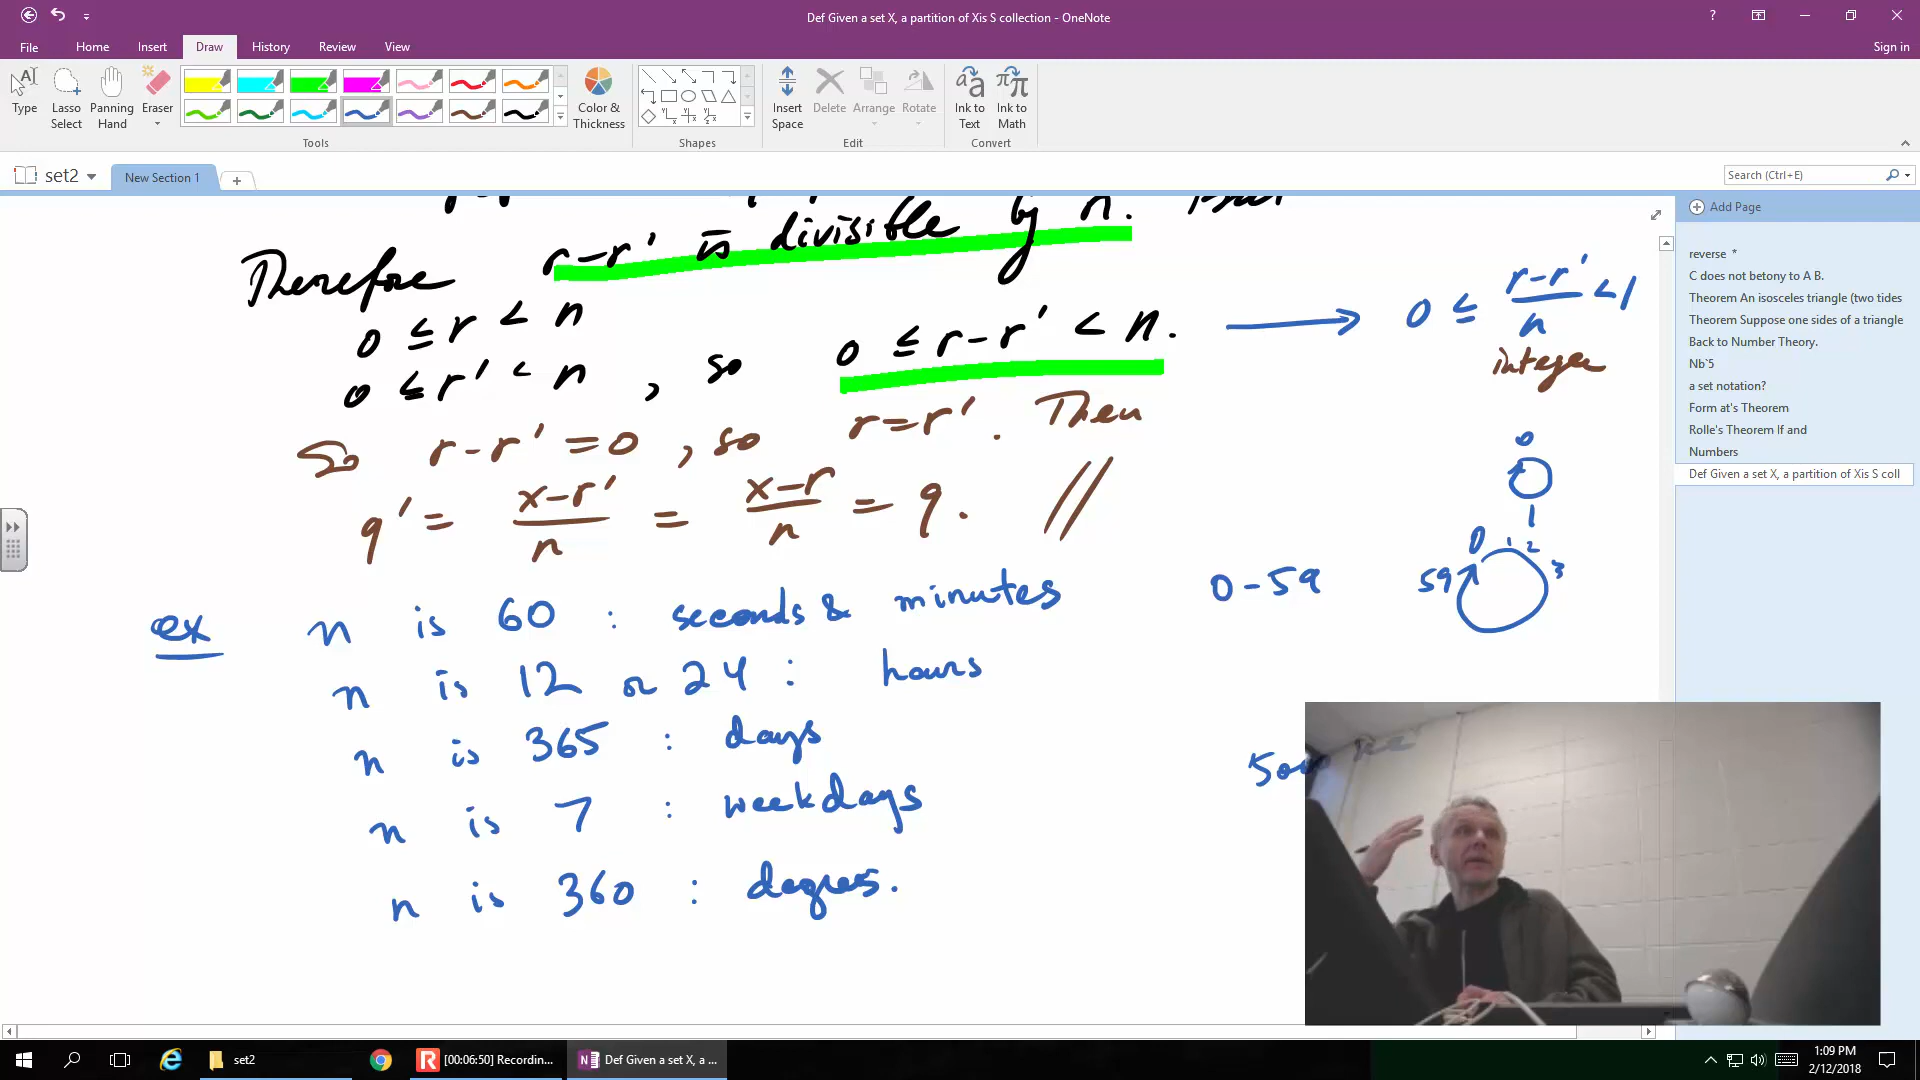 Def Given a set X, a partition of Xis S collection - OneNote
?
File Home Insert Draw History Review View
Sign in
Type
Lasso Select
Panning Hand
Eraser
Color & Thickness
Insert Space
Delete
Arrange
Rotate
Ink to Text
Ink to Math
Tools
Shapes
Edit
Convert
set2
New Section 1
Search (Ctrl+E)
Add Page
reverse *
C does not betony to A B.
Theorem An isosceles triangle (two tides
Theorem Suppose one sides of a triangle
Back to Number Theory.
Nb`5
a set notation?
Form at's Theorem
Rolle's Theorem If and
Numbers
Def Given a set X, a partition of Xis S coll
Therefore r-r' is divisible by n.
0 ≤ r < n
0 ≤ r' < n , so 0 ≤ r-r' < n. → 0 ≤ (r-r')/n < 1
integer
So r-r' = 0 , so r = r' . Then
q' = (x-r')/n = (x-r)/n = q . //
0
1
0 1 2 3
59
ex n is 60 : seconds & minutes 0-59
n is 12 or 24 : hours
n is 365 : days
n is 7 : weekdays
n is 360 : degrees.
set2
[00:06:50] Recordin...
Def Given a set X, a ...
1:09 PM
2/12/2018